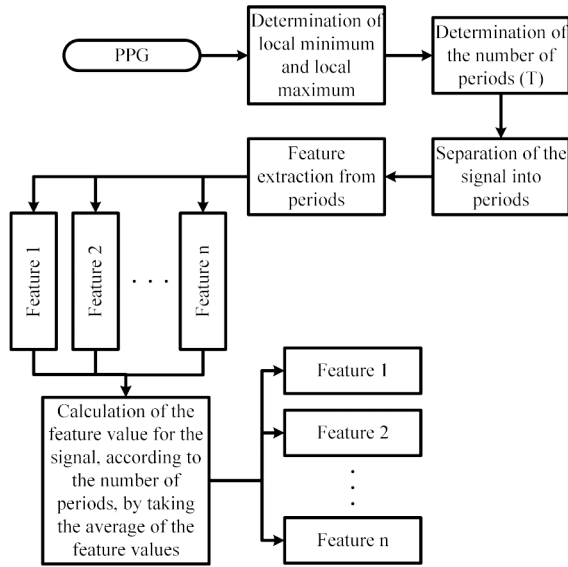 PPG
Determination of
local minimum
and local
maximum
Determination of
the number of
periods (T)
Separation of the
signal into
periods
Feature
extraction from
periods
Feature 1
Feature 2
. . .
Feature n
Calculation of the
feature value for the
signal, according to
the number of
periods, by taking
the average of the
feature values
Feature 1
Feature 2
. . .
Feature n